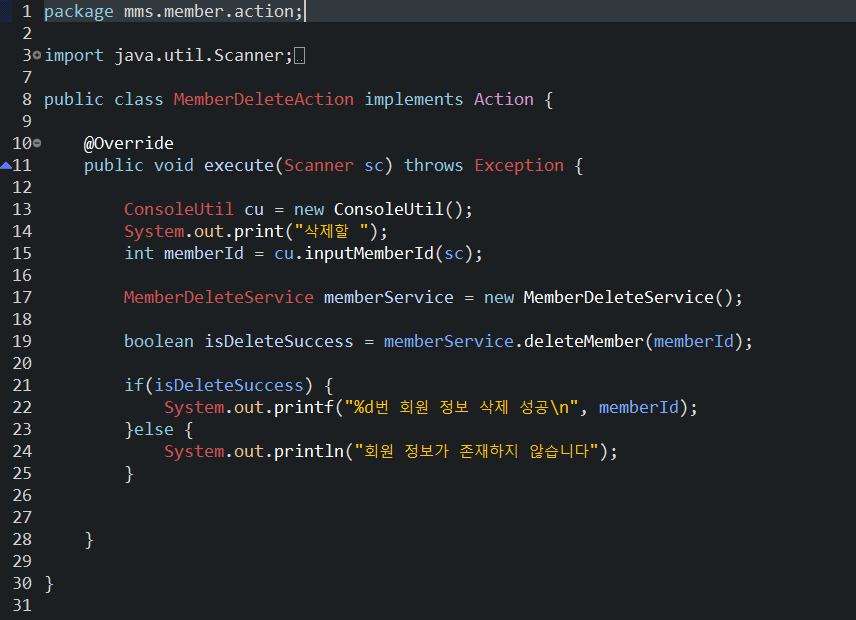 1 package mms.member.action;
2
3 import java.util.Scanner;
7
8 public class MemberDeleteAction implements Action {
9
10     @Override
11     public void execute(Scanner sc) throws Exception {
12
13         ConsoleUtil cu = new ConsoleUtil();
14         System.out.print("삭제할 ");
15         int memberId = cu.inputMemberId(sc);
16
17         MemberDeleteService memberService = new MemberDeleteService();
18
19         boolean isDeleteSuccess = memberService.deleteMember(memberId);
20
21         if(isDeleteSuccess) {
22             System.out.printf("%d번 회원 정보 삭제 성공\n", memberId);
23         }else {
24             System.out.println("회원 정보가 존재하지 않습니다");
25         }
26
27
28     }
29
30 }
31